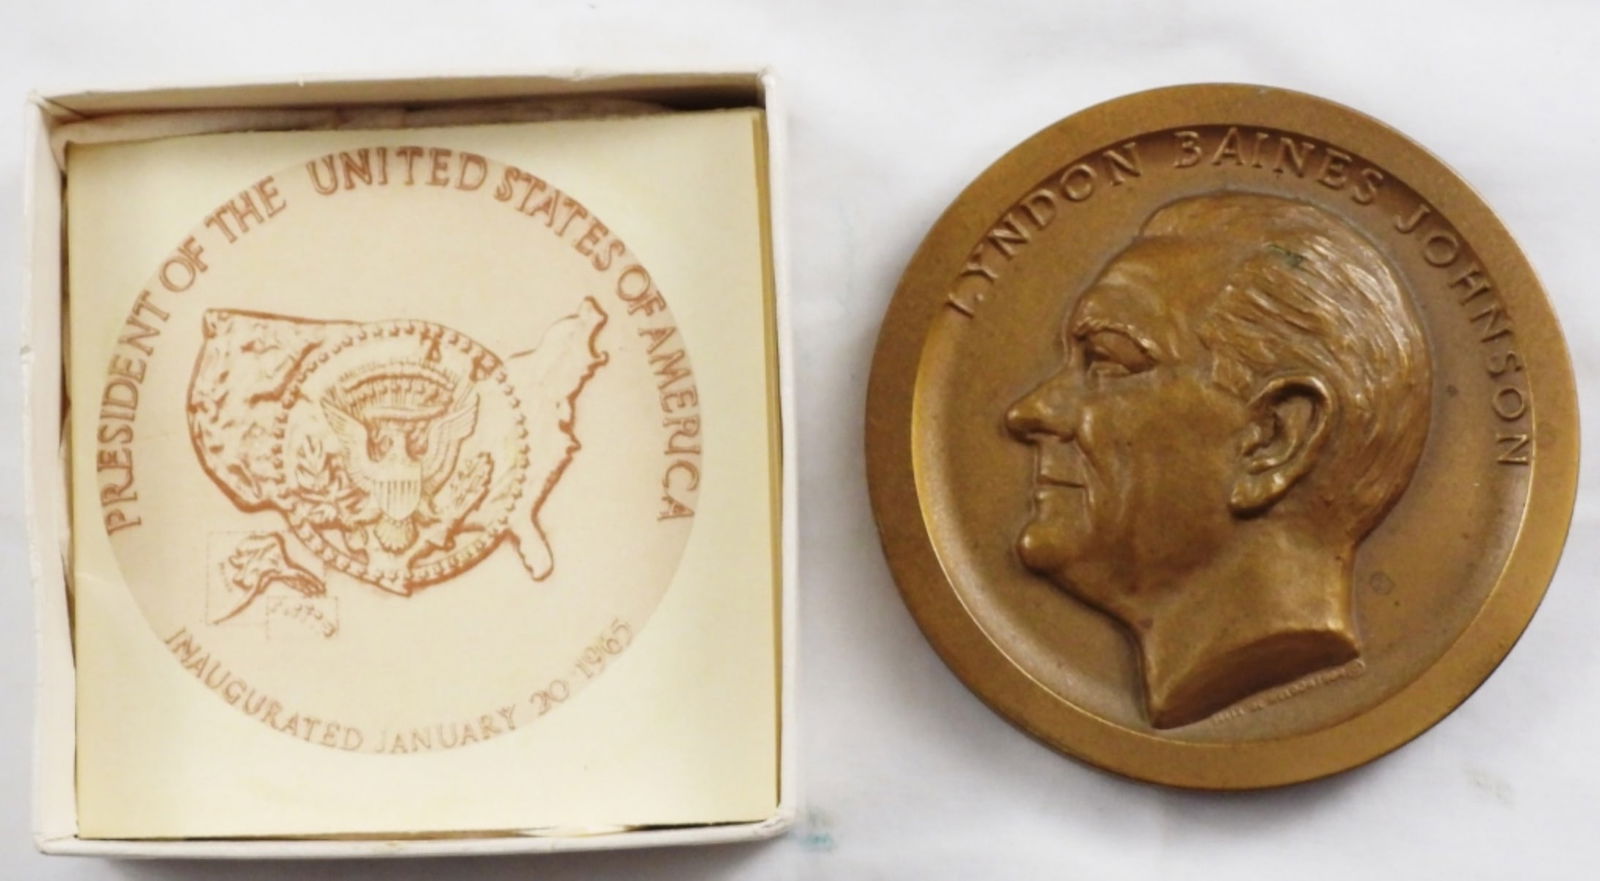 PRESIDENT OF THE UNITED STATES OF AMERICA
INAUGURATED JANUARY 20·1965
LYNDON BAINES JOHNSON